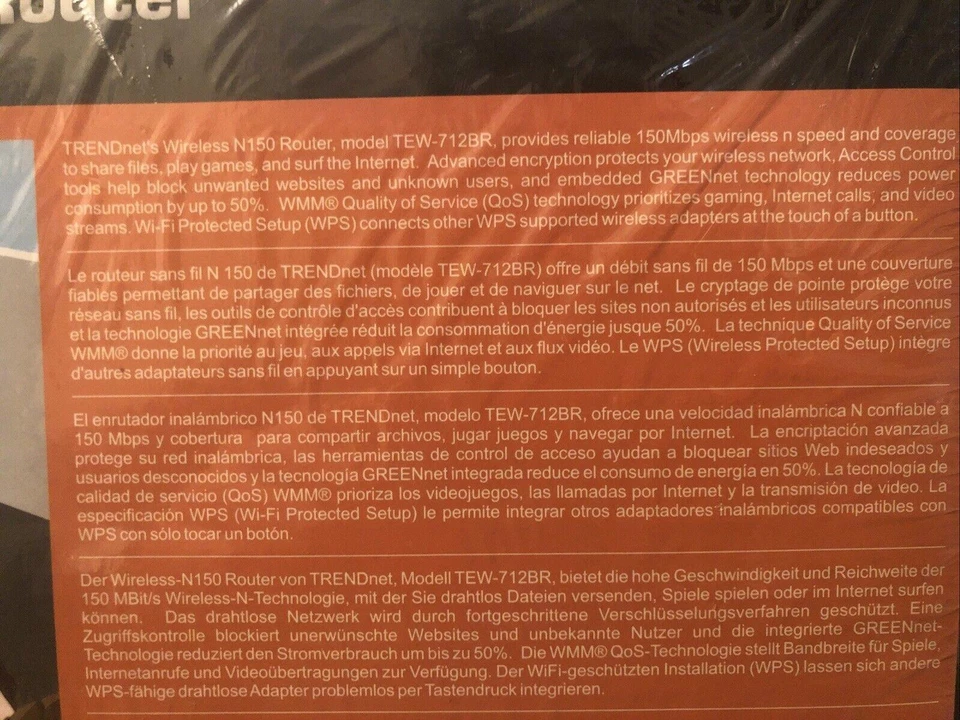 Router
TRENDnet's Wireless N150 Router, model TEW-712BR, provides reliable 150Mbps wireless n speed and coverage
to share files, play games, and surf the Internet. Advanced encryption protects your wireless network, Access Control
tools help block unwanted websites and unknown users, and embedded GREENnet technology reduces power
consumption by up to 50%. WMM® Quality of Service (QoS) technology prioritizes gaming, Internet calls, and video
streams. Wi-Fi Protected Setup (WPS) connects other WPS supported wireless adapters at the touch of a button.
Le routeur sans fil N 150 de TRENDnet (modèle TEW-712BR) offre un débit sans fil de 150 Mbps et une couverture
fiables permettant de partager des fichiers, de jouer et de naviguer sur le net. Le cryptage de pointe protège votre
réseau sans fil, les outils de contrôle d'accès contribuent à bloquer les sites non autorisés et les utilisateurs inconnus
et la technologie GREENnet intégrée réduit la consommation d'énergie jusque 50%. La technique Quality of Service
WMM® donne la priorité au jeu, aux appels via Internet et aux flux vidéo. Le WPS (Wireless Protected Setup) intègre
d'autres adaptateurs sans fil en appuyant sur un simple bouton.
El enrutador inalámbrico N150 de TRENDnet, modelo TEW-712BR, ofrece una velocidad inalámbrica N confiable a
150 Mbps y cobertura para compartir archivos, jugar juegos y navegar por Internet. La encriptación avanzada
protege su red inalámbrica, las herramientas de control de acceso ayudan a bloquear sitios Web indeseados y
usuarios desconocidos y la tecnología GREENnet integrada reduce el consumo de energía en 50%. La tecnología de
calidad de servicio (QoS) WMM® prioriza los videojuegos, las llamadas por Internet y la transmisión de video. La
especificación WPS (Wi-Fi Protected Setup) le permite integrar otros adaptadores inalámbricos compatibles con
WPS con sólo tocar un botón.
Der Wireless-N150 Router von TRENDnet, Modell TEW-712BR, bietet die hohe Geschwindigkeit und Reichweite der
150 MBit/s Wireless-N-Technologie, mit der Sie drahtlos Dateien versenden, Spiele spielen oder im Internet surfen
können. Das drahtlose Netzwerk wird durch fortgeschrittene Verschlüsselungsverfahren geschützt. Eine
Zugriffskontrolle blockiert unerwünschte Websites und unbekannte Nutzer und die integrierte GREENnet-
Technologie reduziert den Stromverbrauch um bis zu 50%. Die WMM® QoS-Technologie stellt Bandbreite für Spiele,
Internetanrufe und Videoübertragungen zur Verfügung. Der WiFi-geschützten Installation (WPS) lassen sich andere
WPS-fähige drahtlose Adapter problemlos per Tastendruck integrieren.